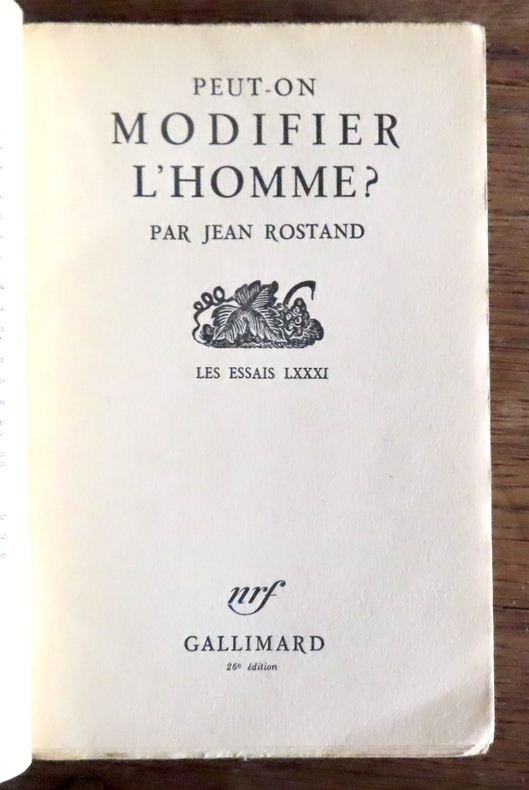 PEUT-ON
MODIFIER
L'HOMME?
PAR JEAN ROSTAND
LES ESSAIS LXXXI
nrf
GALLIMARD
26e édition